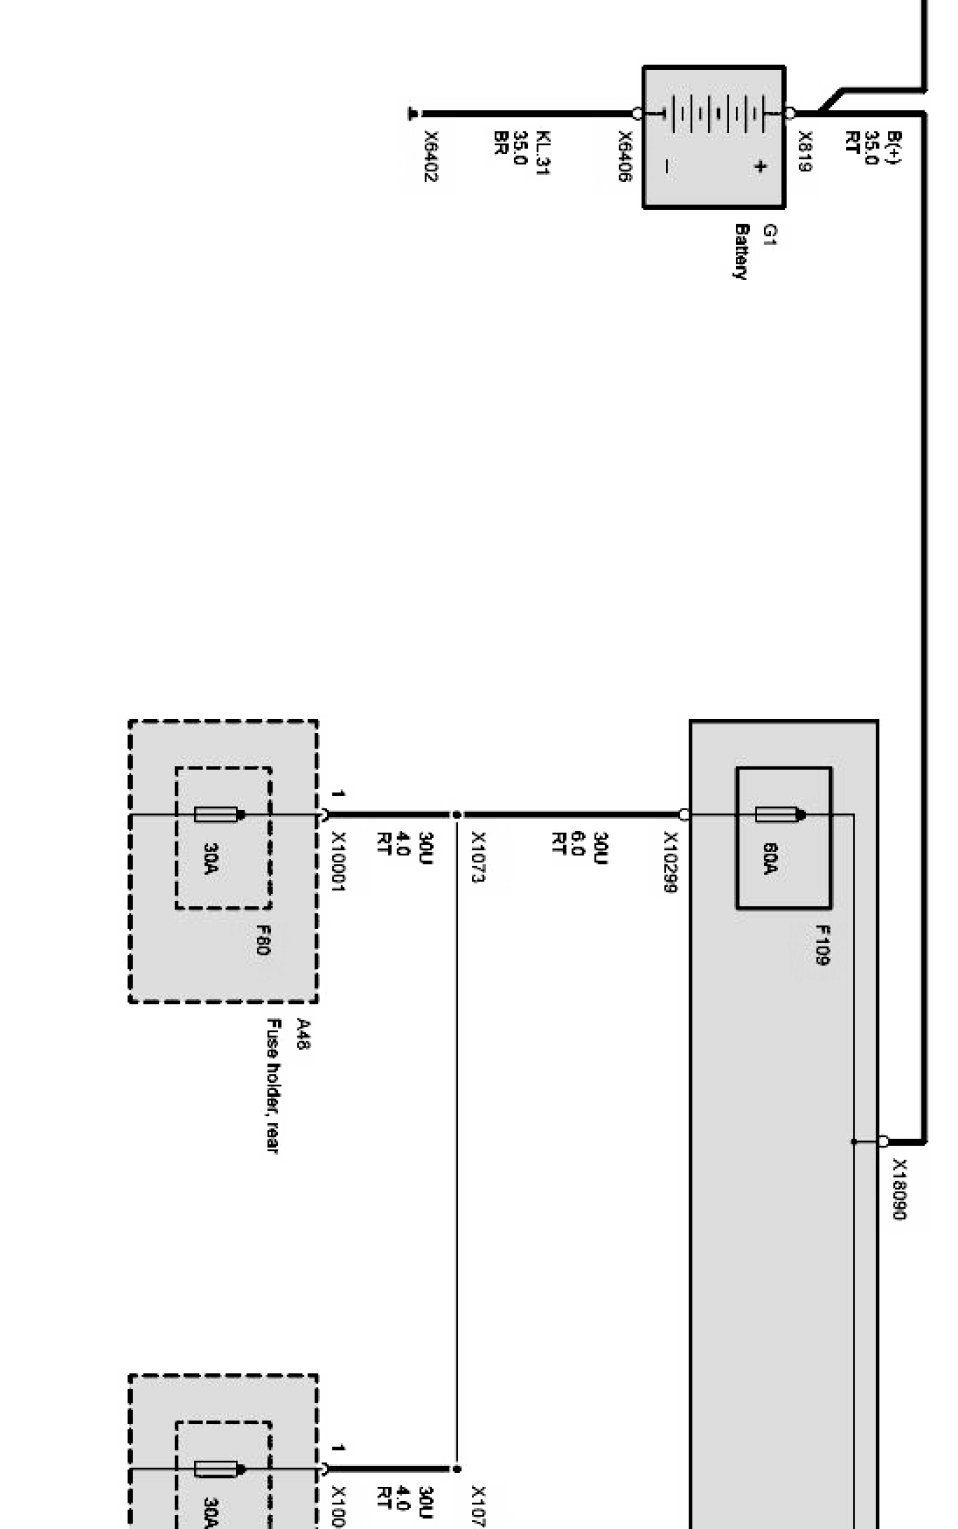 B(+)
35.0
RT
X819
KL.31
35.0
BR
X6406
X6402
+
−
G1
Battery
1
X10001
30U
4.0
RT
X1073
30U
6.0
RT
X10299
60A
F109
30A
F80
A48
Fuse holder, rear
X18090
1
X100
30U
4.0
RT
X107
30A